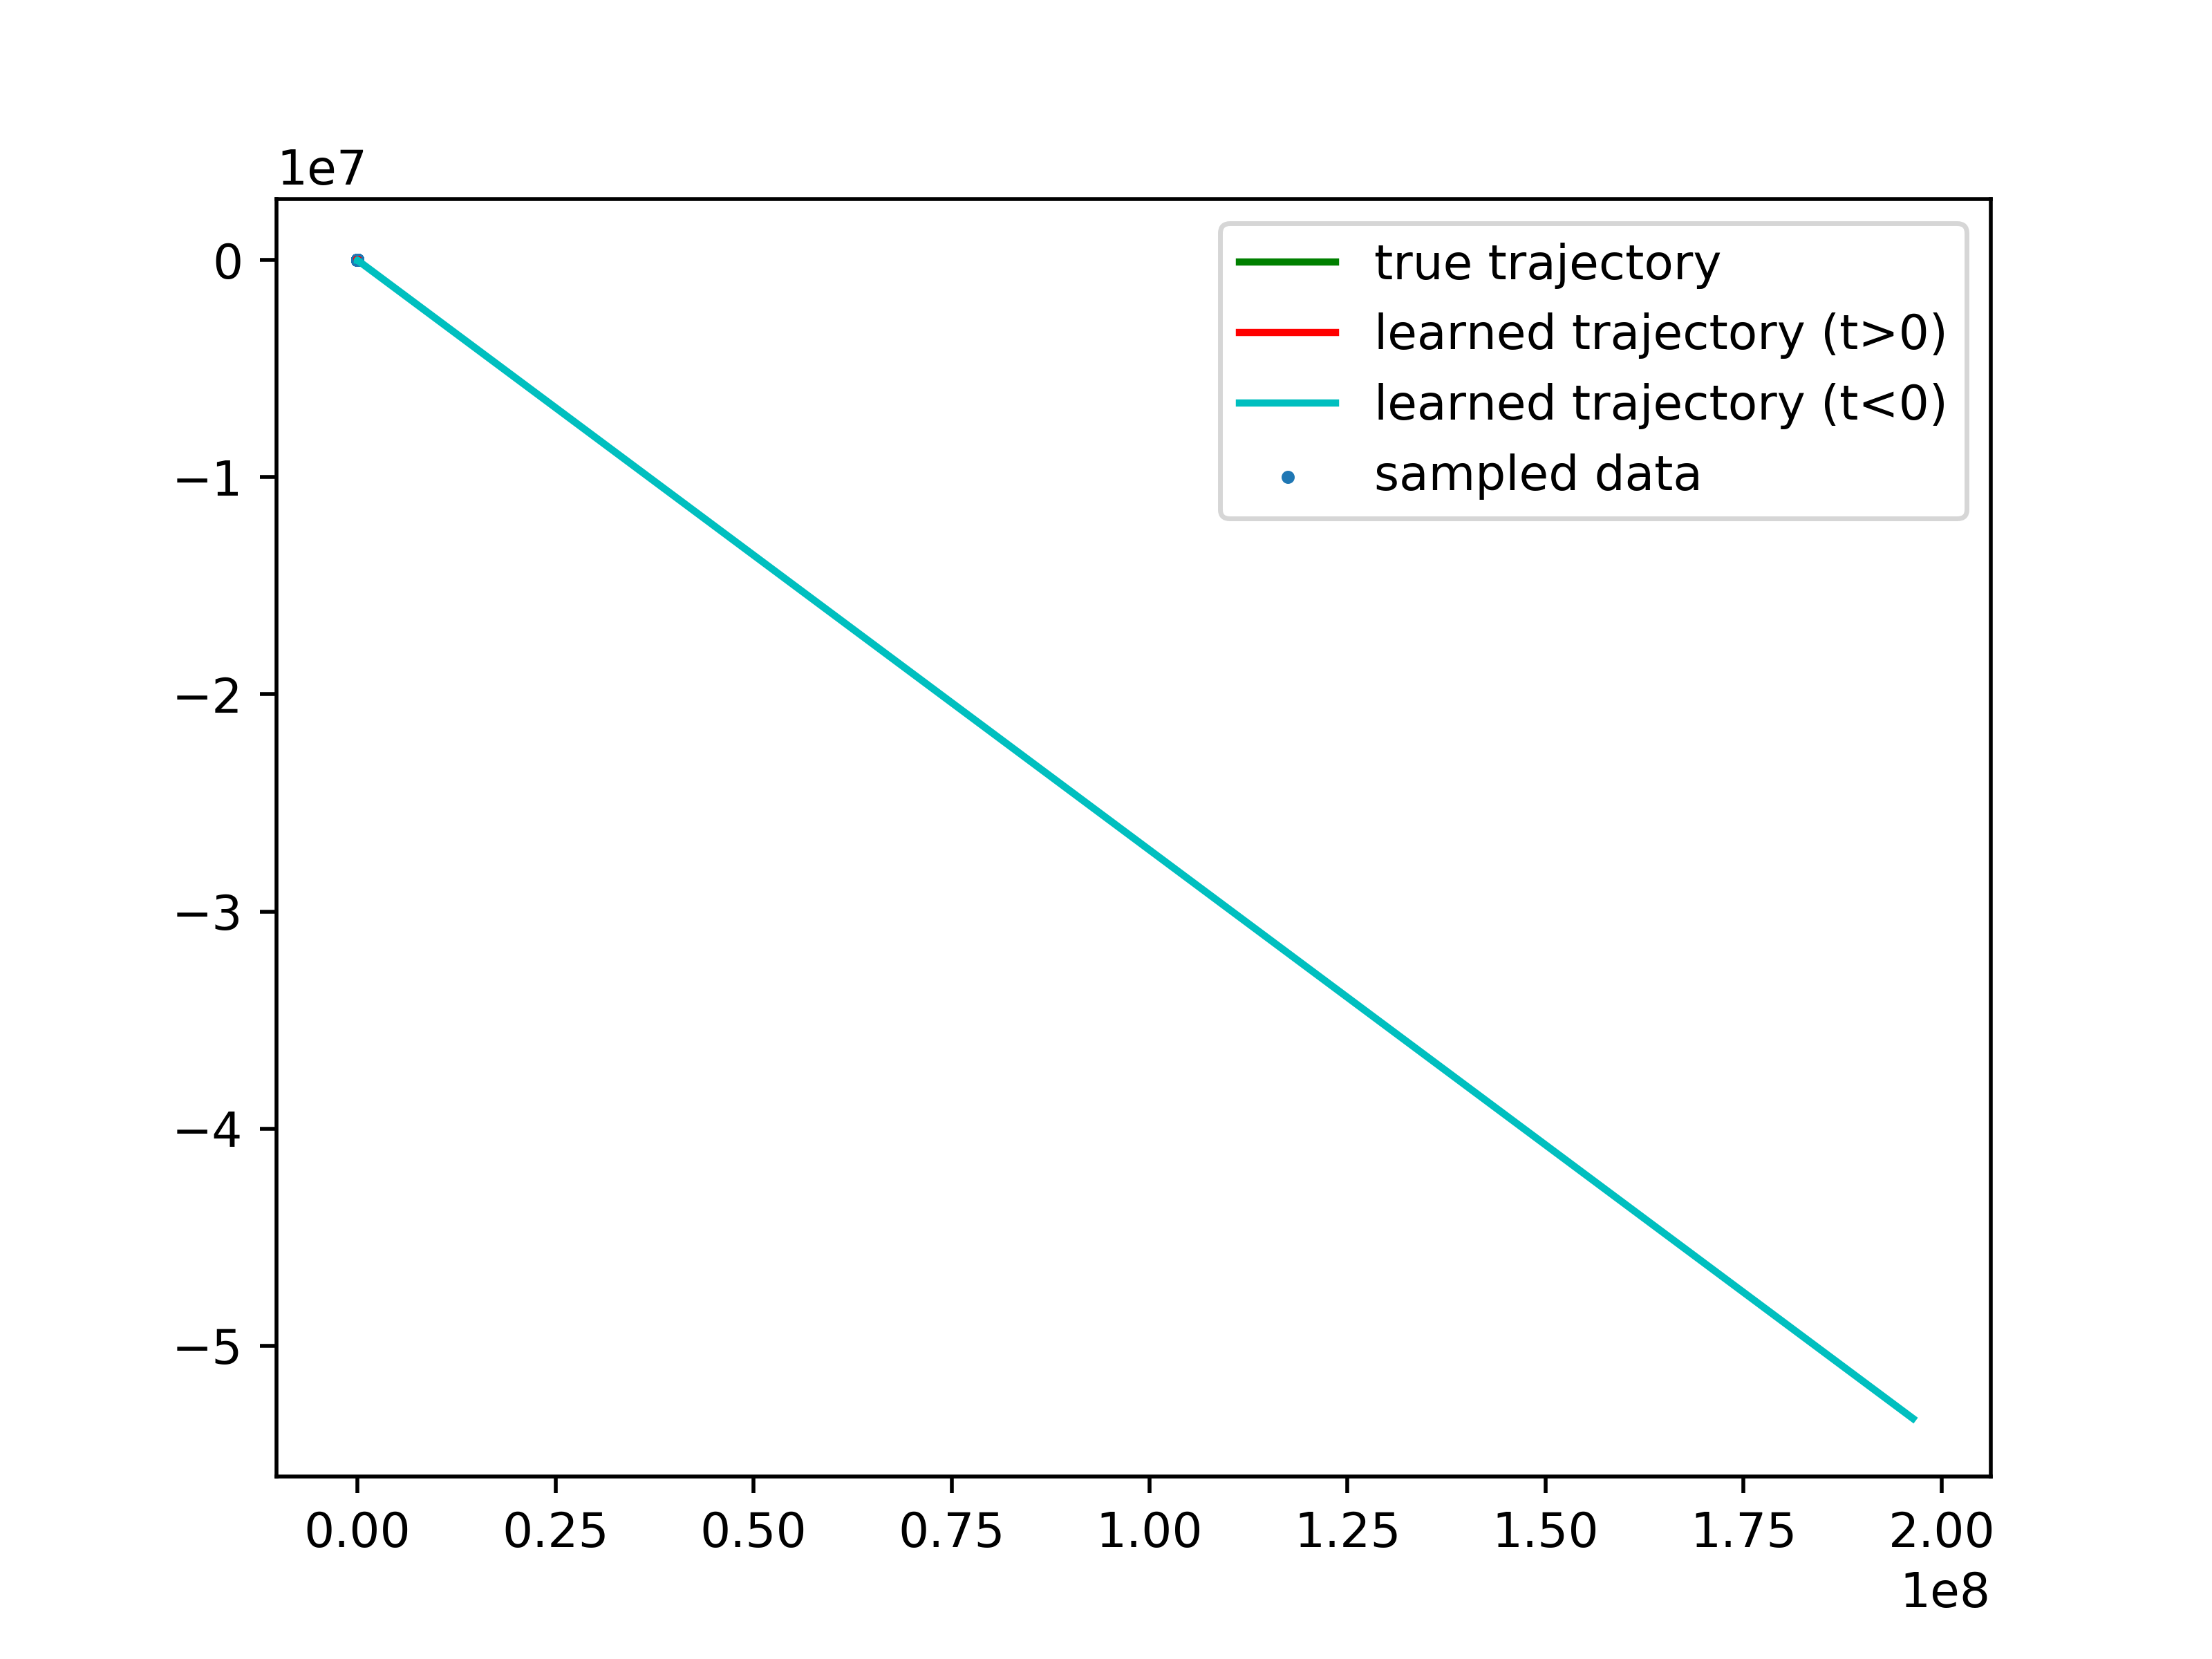 1e7
true trajectory
learned trajectory (t>0)
learned trajectory (t<0)
sampled data
0
−1
−2
−3
−4
−5
0.00 0.25 0.50 0.75 1.00 1.25 1.50 1.75 2.00
1e8